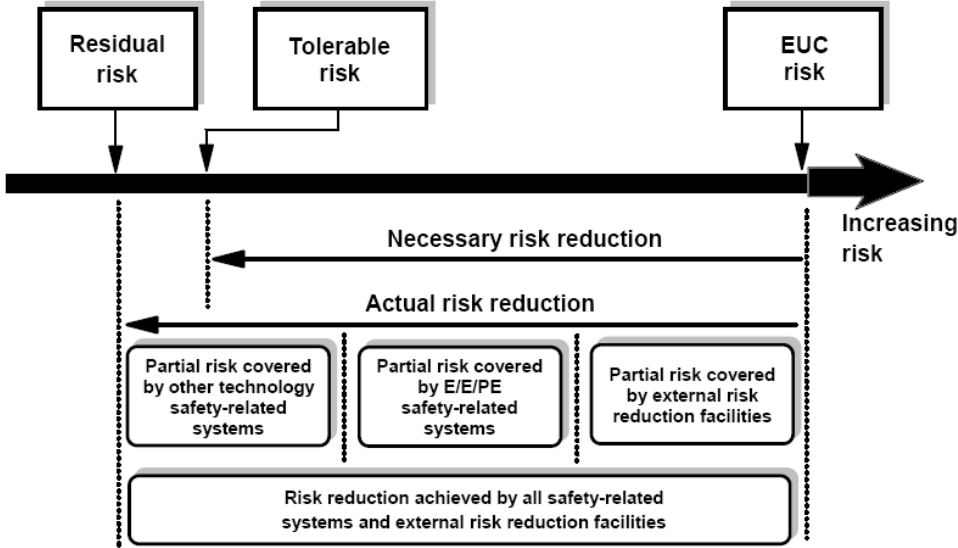 Residual
risk
Tolerable
risk
EUC
risk
Increasing
risk
Necessary risk reduction
Actual risk reduction
Partial risk covered
by other technology
safety-related
systems
Partial risk covered
by E/E/PE
safety-related
systems
Partial risk covered
by external risk
reduction facilities
Risk reduction achieved by all safety-related
systems and external risk reduction facilities